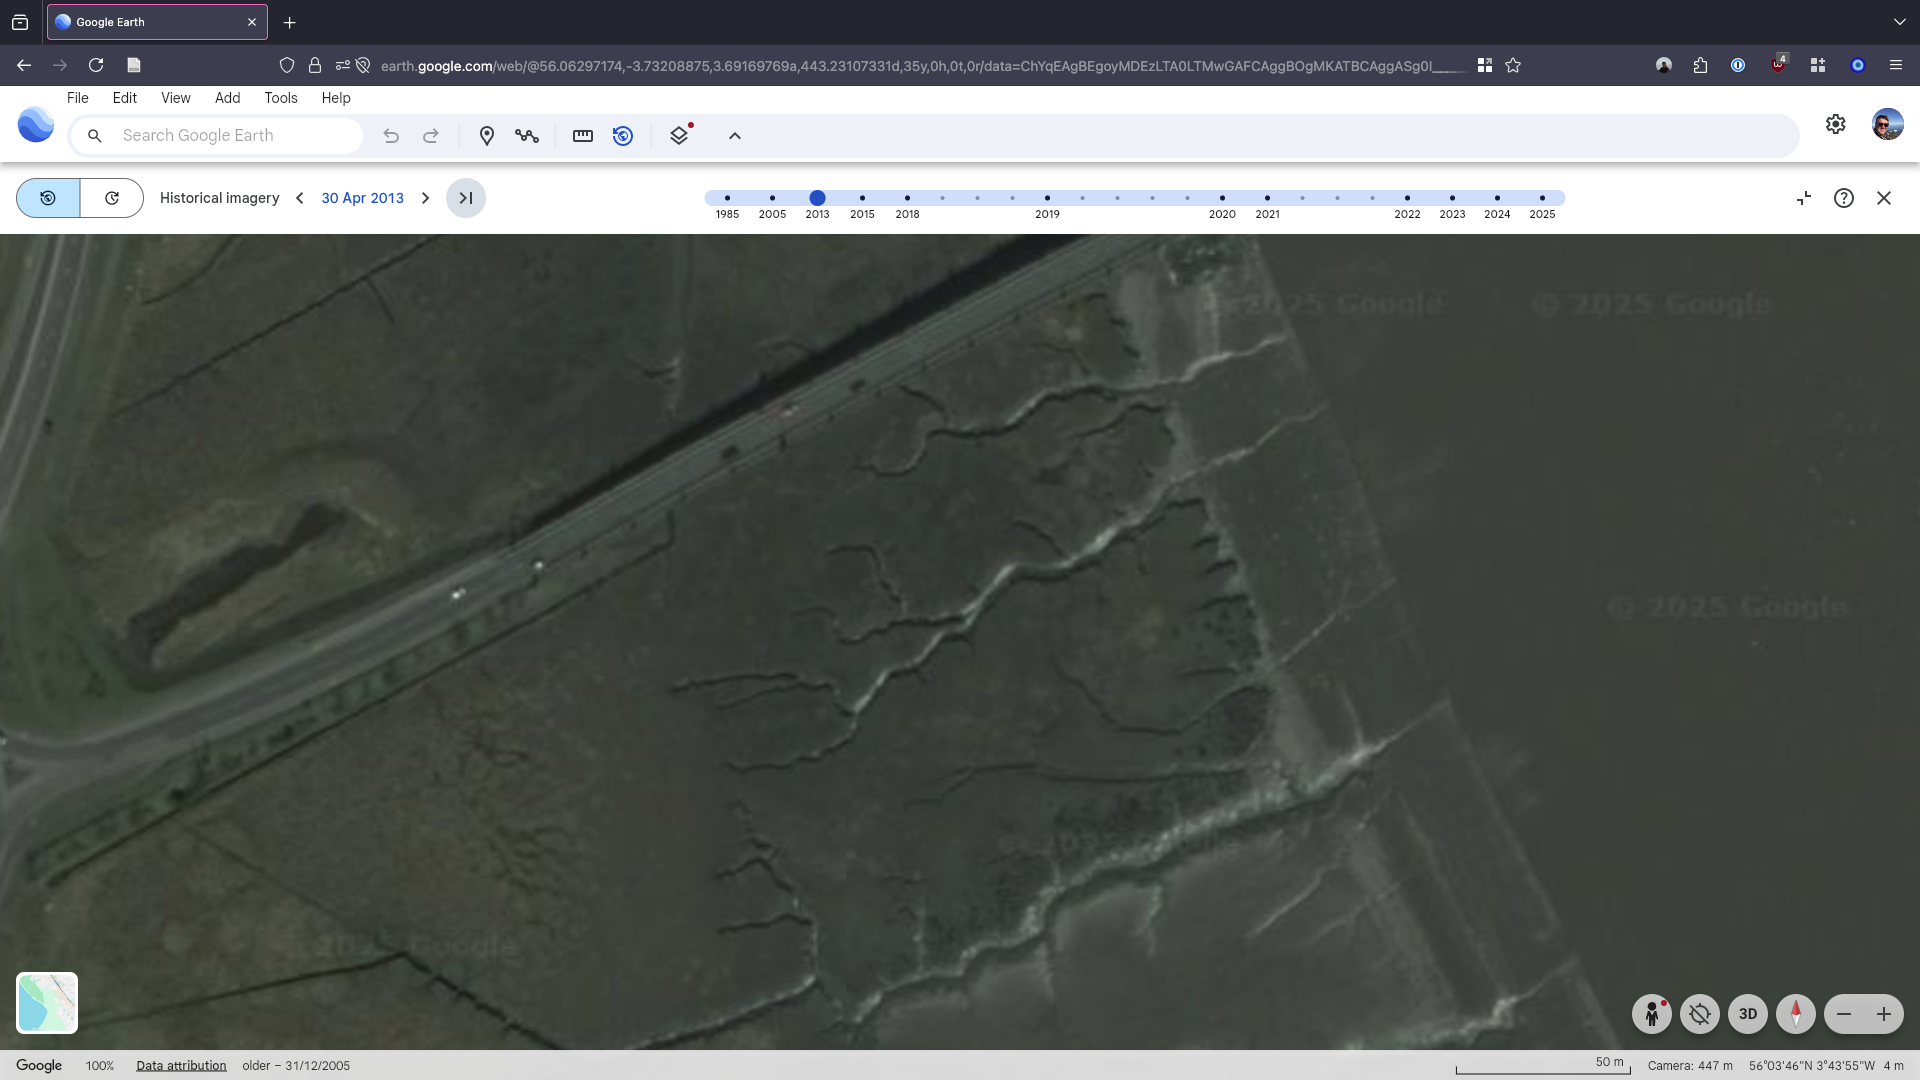 Google Earth
earth.google.com/web/@56.06297174,-3.73208875,3.69169769a,443.23107331d,35y,0h,0t,0r/data=ChYqEAgBEgoyMDEzLTA0LTMwGAFCAggBOgMKATBCAggASg0I
4
File Edit View Add Tools Help
Search Google Earth
Historical imagery 30 Apr 2013
1985 2005 2013 2015 2018 2019 2020 2021 2022 2023 2024 2025
2025 Google © 2025 Google
© 2025 Google
2025 Google
3D
Google 100% Data attribution older – 31/12/2005 50 m Camera: 447 m 56°03'46"N 3°43'55"W 4 m